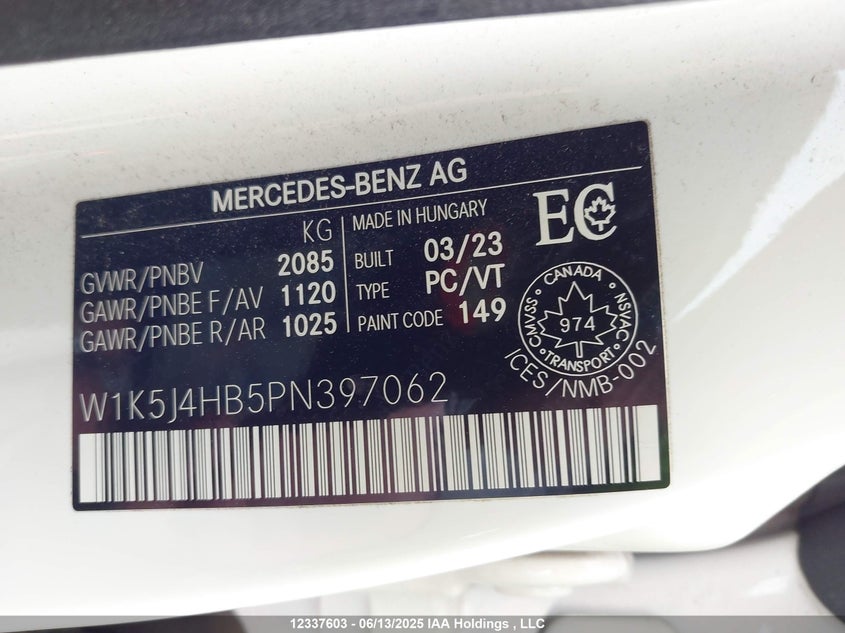 MERCEDES-BENZ AG
KG
GVWR/PNBV 2085
GAWR/PNBE F/AV 1120
GAWR/PNBE R/AR 1025
MADE IN HUNGARY
BUILT 03/23
TYPE PC/VT
PAINT CODE 149
EC
CANADA
CMVSS
NSVAC
974
TRANSPORT
ICES/NMB-002
W1K5J4HB5PN397062
12337603 - 06/13/2025 IAA Holdings , LLC